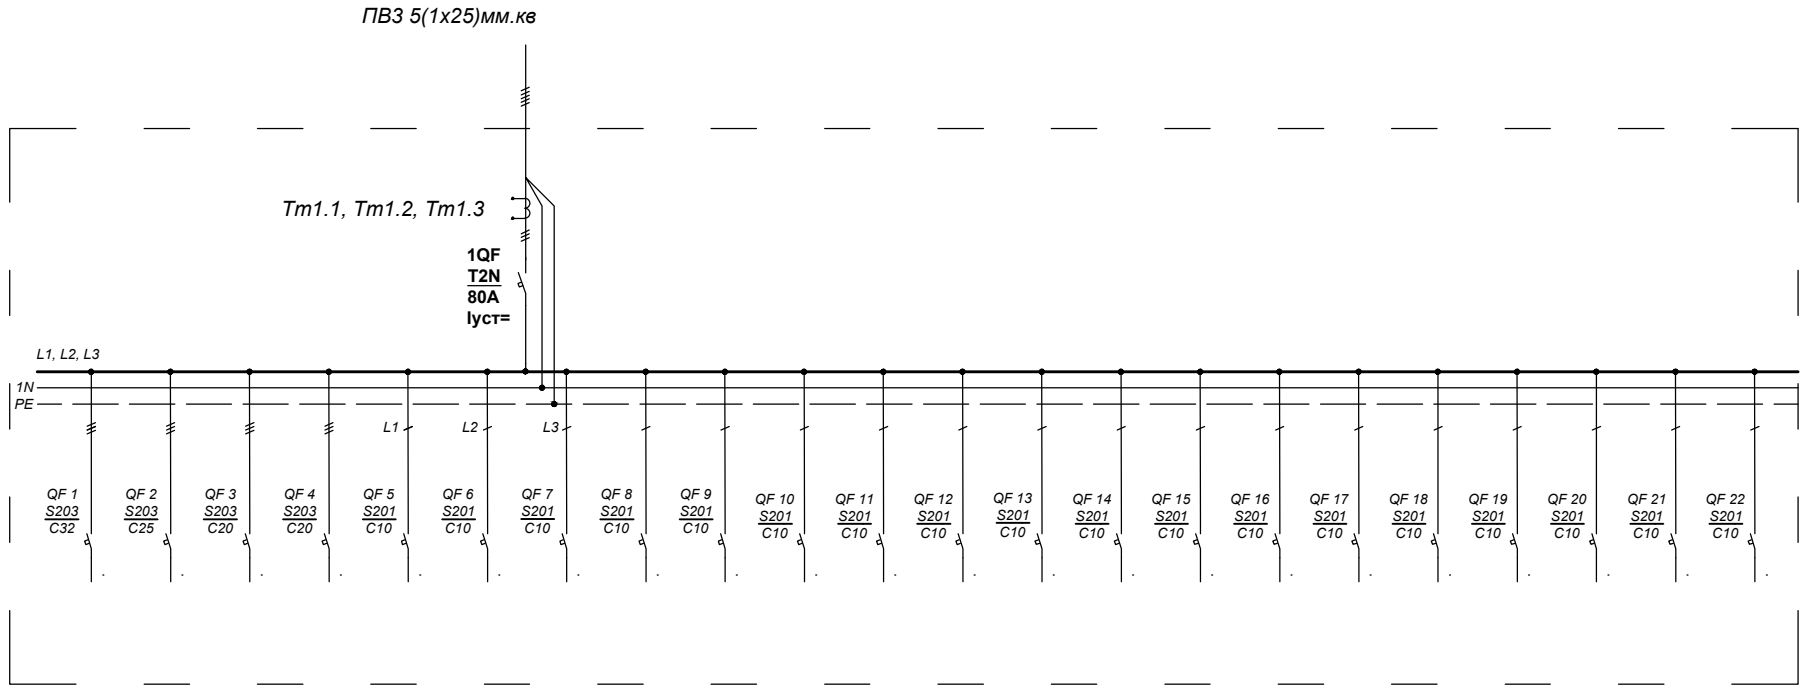 ПВ3 5(1x25)мм.кв
Тт1.1, Тт1.2, Тт1.3
1QF
T2N
80A
Iуст=
L1, L2, L3
1N
PE
L1
L2
L3
QF 1
S203
C32
QF 2
S203
C25
QF 3
S203
C20
QF 4
S203
C20
QF 5
S201
C10
QF 6
S201
C10
QF 7
S201
C10
QF 8
S201
C10
QF 9
S201
C10
QF 10
S201
C10
QF 11
S201
C10
QF 12
S201
C10
QF 13
S201
C10
QF 14
S201
C10
QF 15
S201
C10
QF 16
S201
C10
QF 17
S201
C10
QF 18
S201
C10
QF 19
S201
C10
QF 20
S201
C10
QF 21
S201
C10
QF 22
S201
C10